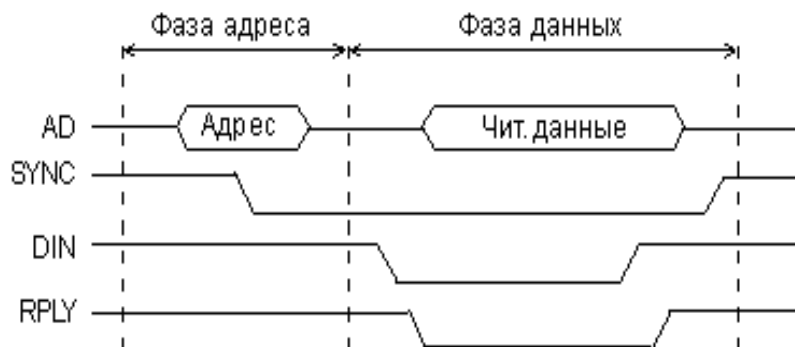 Фаза адреса Фаза данных
AD Адрес Чит. данные
SYNC
DIN
RPLY